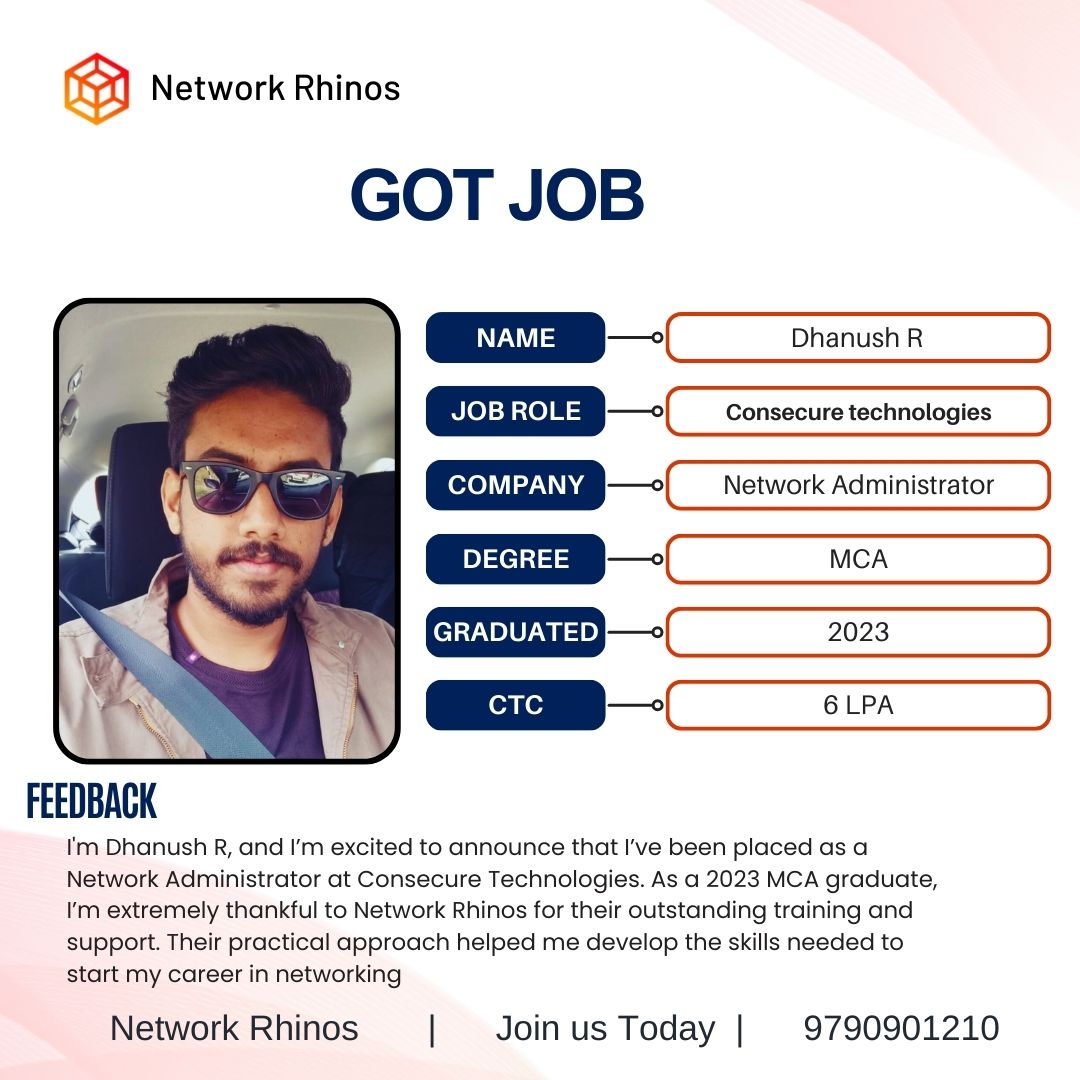 Network Rhinos
GOT JOB
NAME
Dhanush R
JOB ROLE
Consecure technologies
COMPANY
Network Administrator
DEGREE
MCA
GRADUATED
2023
CTC
6 LPA
FEEDBACK
I'm Dhanush R, and I’m excited to announce that I’ve been placed as a
Network Administrator at Consecure Technologies. As a 2023 MCA graduate,
I’m extremely thankful to Network Rhinos for their outstanding training and
support. Their practical approach helped me develop the skills needed to
start my career in networking
Network Rhinos | Join us Today | 9790901210